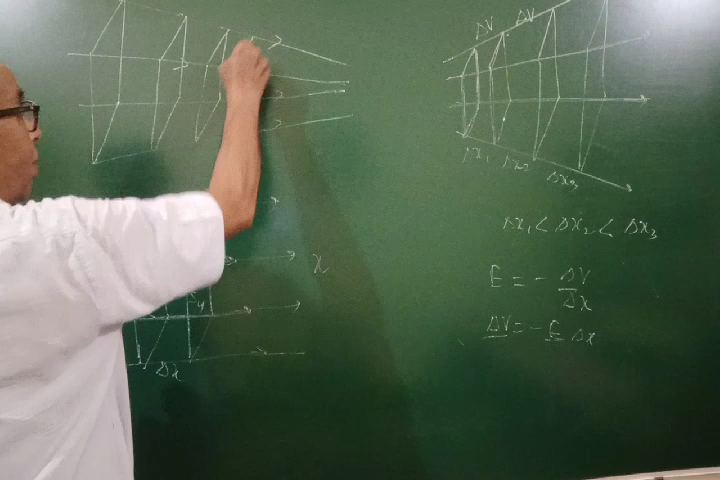 ΔV ΔV
Δx₁ Δx₂ Δx₃
Δx₁ < Δx₂ < Δx₃
x
E = - ΔV/Δx
ΔV = - E Δx
Δx